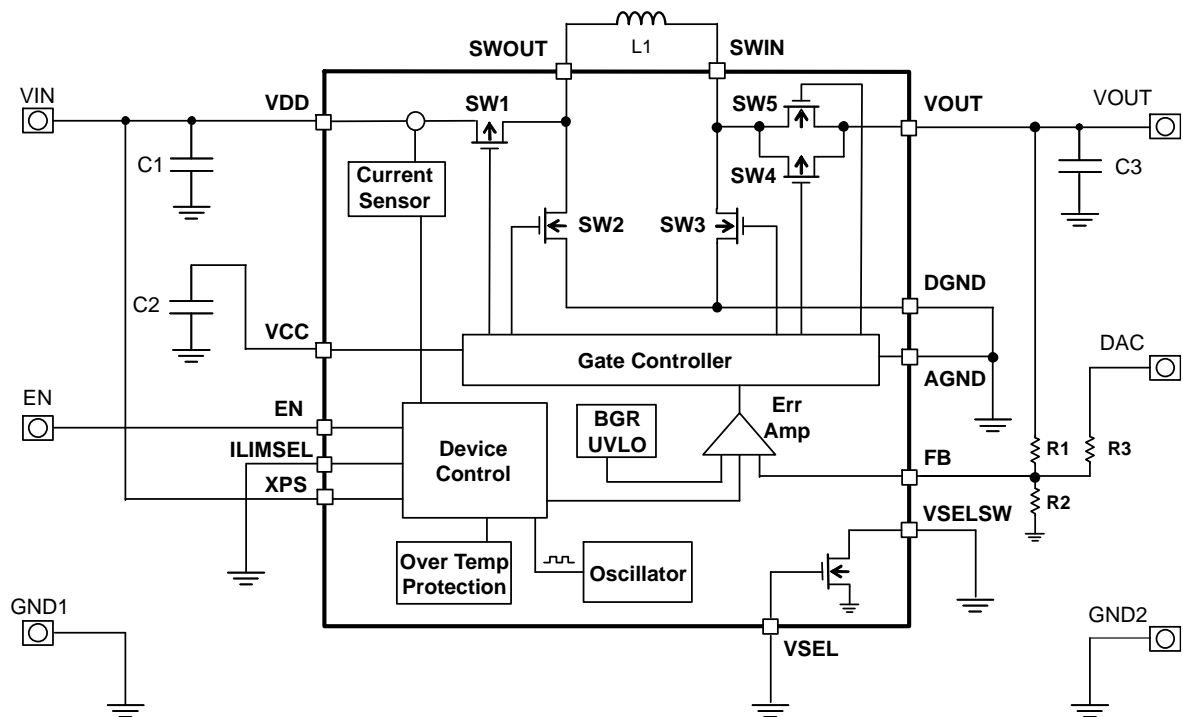 L1
SWOUT
SWIN
VIN
VDD
SW1
SW5
VOUT
VOUT
C1
Current
Sensor
SW4
C3
SW2
SW3
C2
DGND
VCC
Gate Controller
DAC
AGND
EN
EN
BGR
UVLO
Err
Amp
ILIMSEL
Device
Control
FB
R1
R3
XPS
R2
VSELSW
Over Temp
Protection
Oscillator
GND1
GND2
VSEL